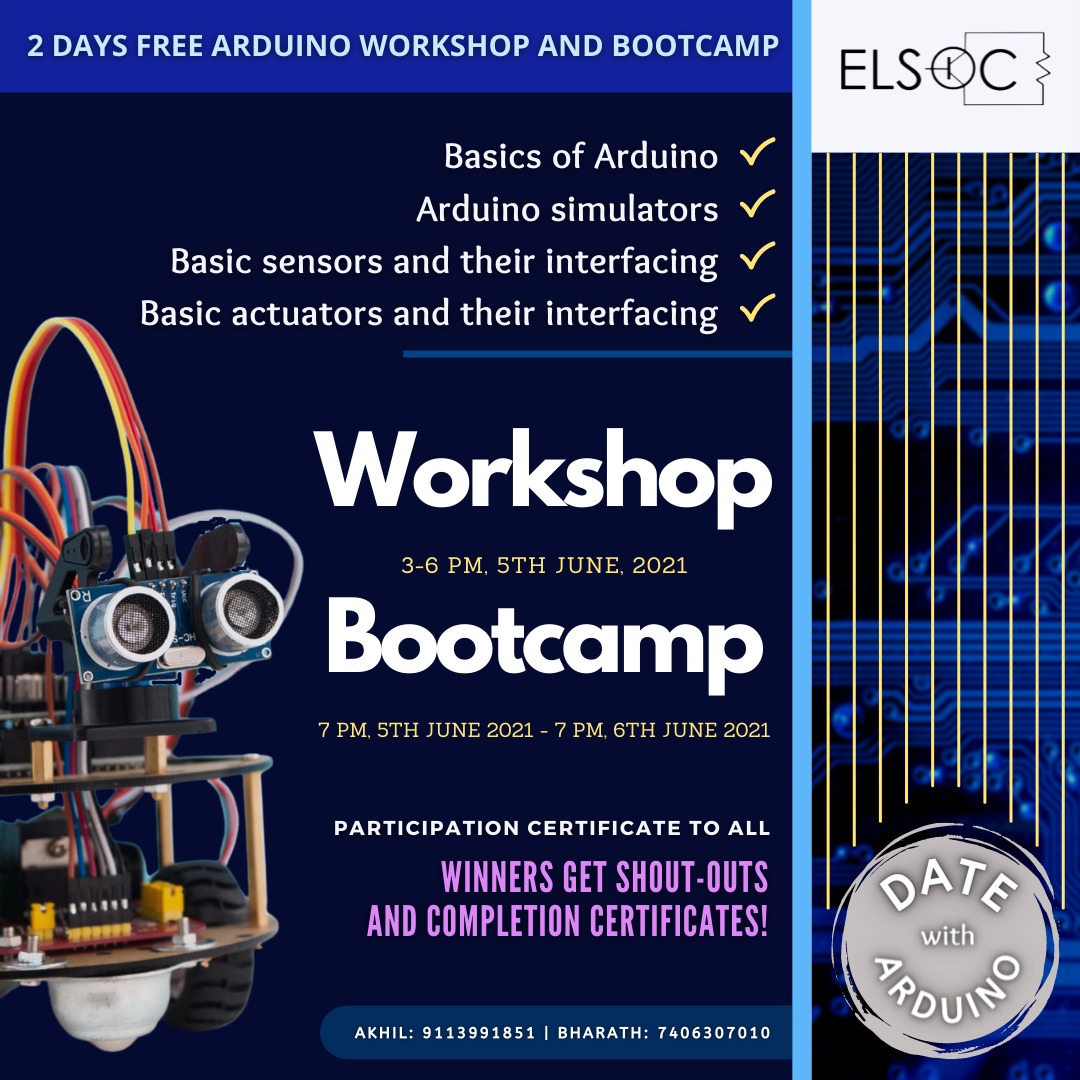 2 DAYS FREE ARDUINO WORKSHOP AND BOOTCAMP
ELSOC
Basics of Arduino
Arduino simulators
Basic sensors and their interfacing
Basic actuators and their interfacing
Workshop
3-6 PM, 5TH JUNE, 2021
Bootcamp
7 PM, 5TH JUNE 2021 - 7 PM, 6TH JUNE 2021
PARTICIPATION CERTIFICATE TO ALL
WINNERS GET SHOUT-OUTS
AND COMPLETION CERTIFICATES!
DATE
with
ARDUINO
AKHIL: 9113991851 | BHARATH: 7406307010